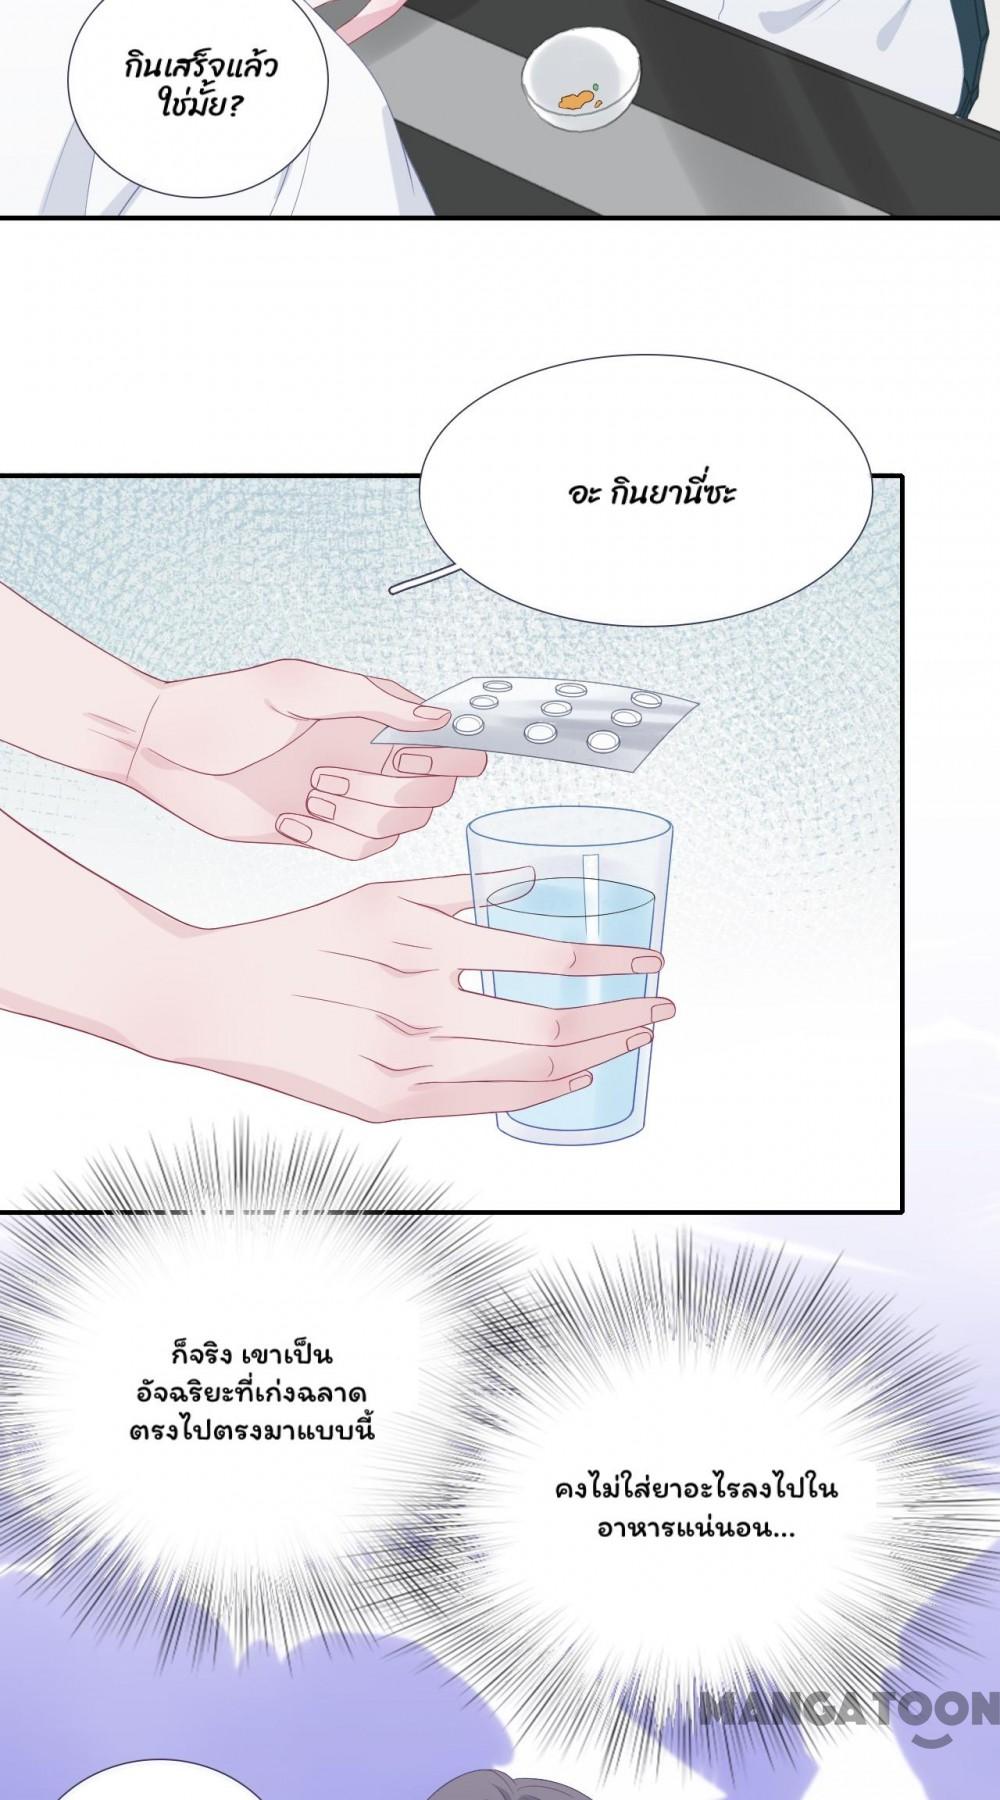 กินเสร็จแล้ว
ใช่มั้ย?
อะ กินยานี่ซะ
ก็จริง เขาเป็น
อัจฉริยะที่เก่งฉลาด
ตรงไปตรงมาแบบนี้
คงไม่ใส่ยาอะไรลงไปใน
อาหารแน่นอน...
MANGATOON